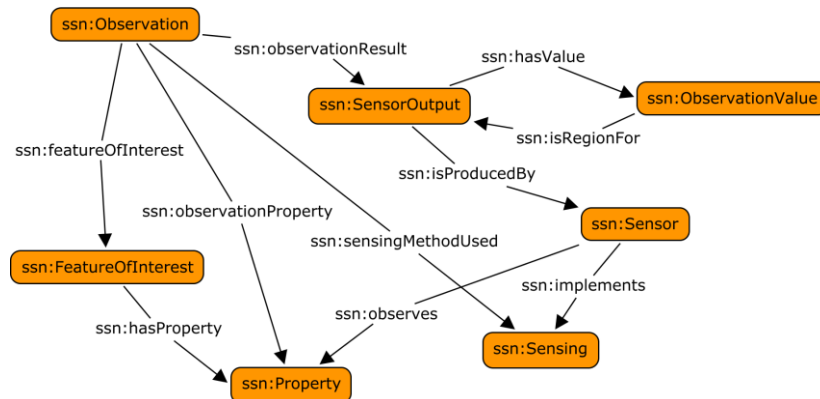 ssn:Observation
ssn:observationResult
ssn:hasValue
ssn:SensorOutput
ssn:ObservationValue
ssn:isRegionFor
ssn:featureOfInterest
ssn:isProducedBy
ssn:observationProperty
ssn:Sensor
ssn:sensingMethodUsed
ssn:FeatureOfInterest
ssn:implements
ssn:observes
ssn:hasProperty
ssn:Sensing
ssn:Property